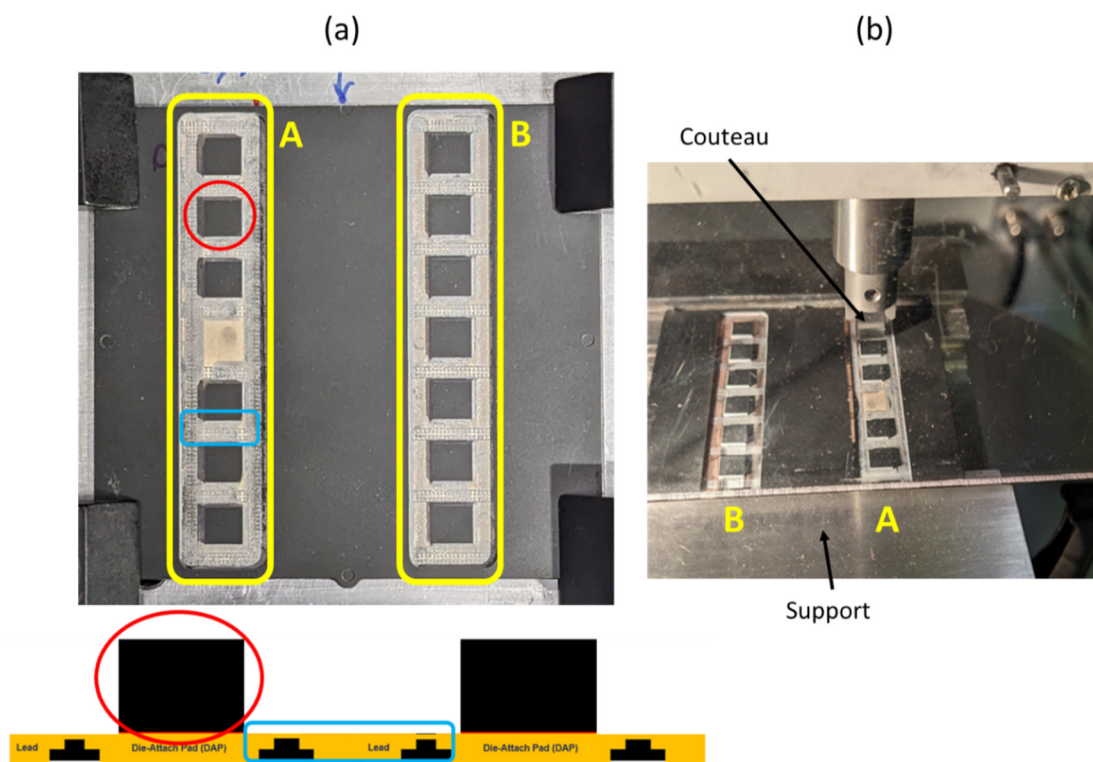 (a)
(b)
A
B
Couteau
B
A
Support
Lead
Die-Attach Pad (DAP)
Lead
Die-Attach Pad (DAP)